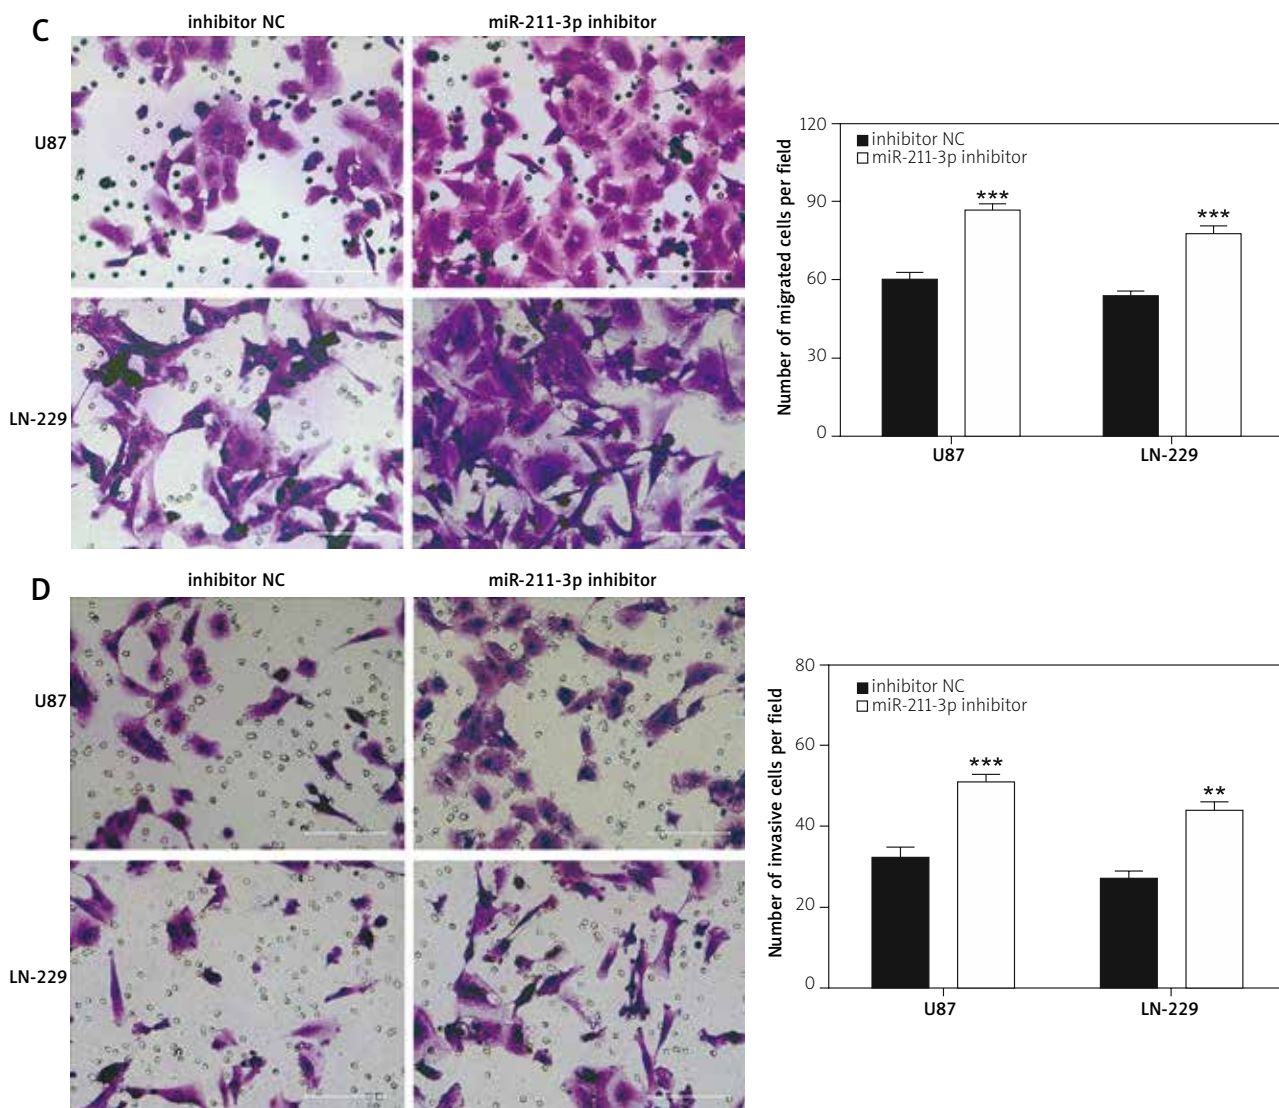 C
inhibitor NC
miR-211-3p inhibitor
U87
LN-229
Number of migrated cells per field
120
90
60
30
0
inhibitor NC
miR-211-3p inhibitor
***
***
U87
LN-229
D
inhibitor NC
miR-211-3p inhibitor
U87
LN-229
Number of invasive cells per field
80
60
40
20
0
inhibitor NC
miR-211-3p inhibitor
***
**
U87
LN-229